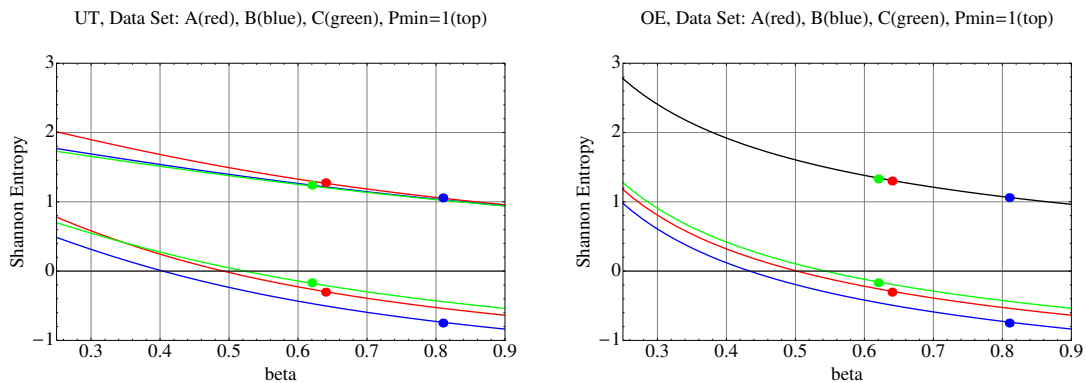 UT, Data Set: A(red), B(blue), C(green), Pmin=1(top)
3
2
1
0
−1
Shannon Entropy
0.3 0.4 0.5 0.6 0.7 0.8 0.9
beta
OE, Data Set: A(red), B(blue), C(green), Pmin=1(top)
3
2
1
0
−1
Shannon Entropy
0.3 0.4 0.5 0.6 0.7 0.8 0.9
beta